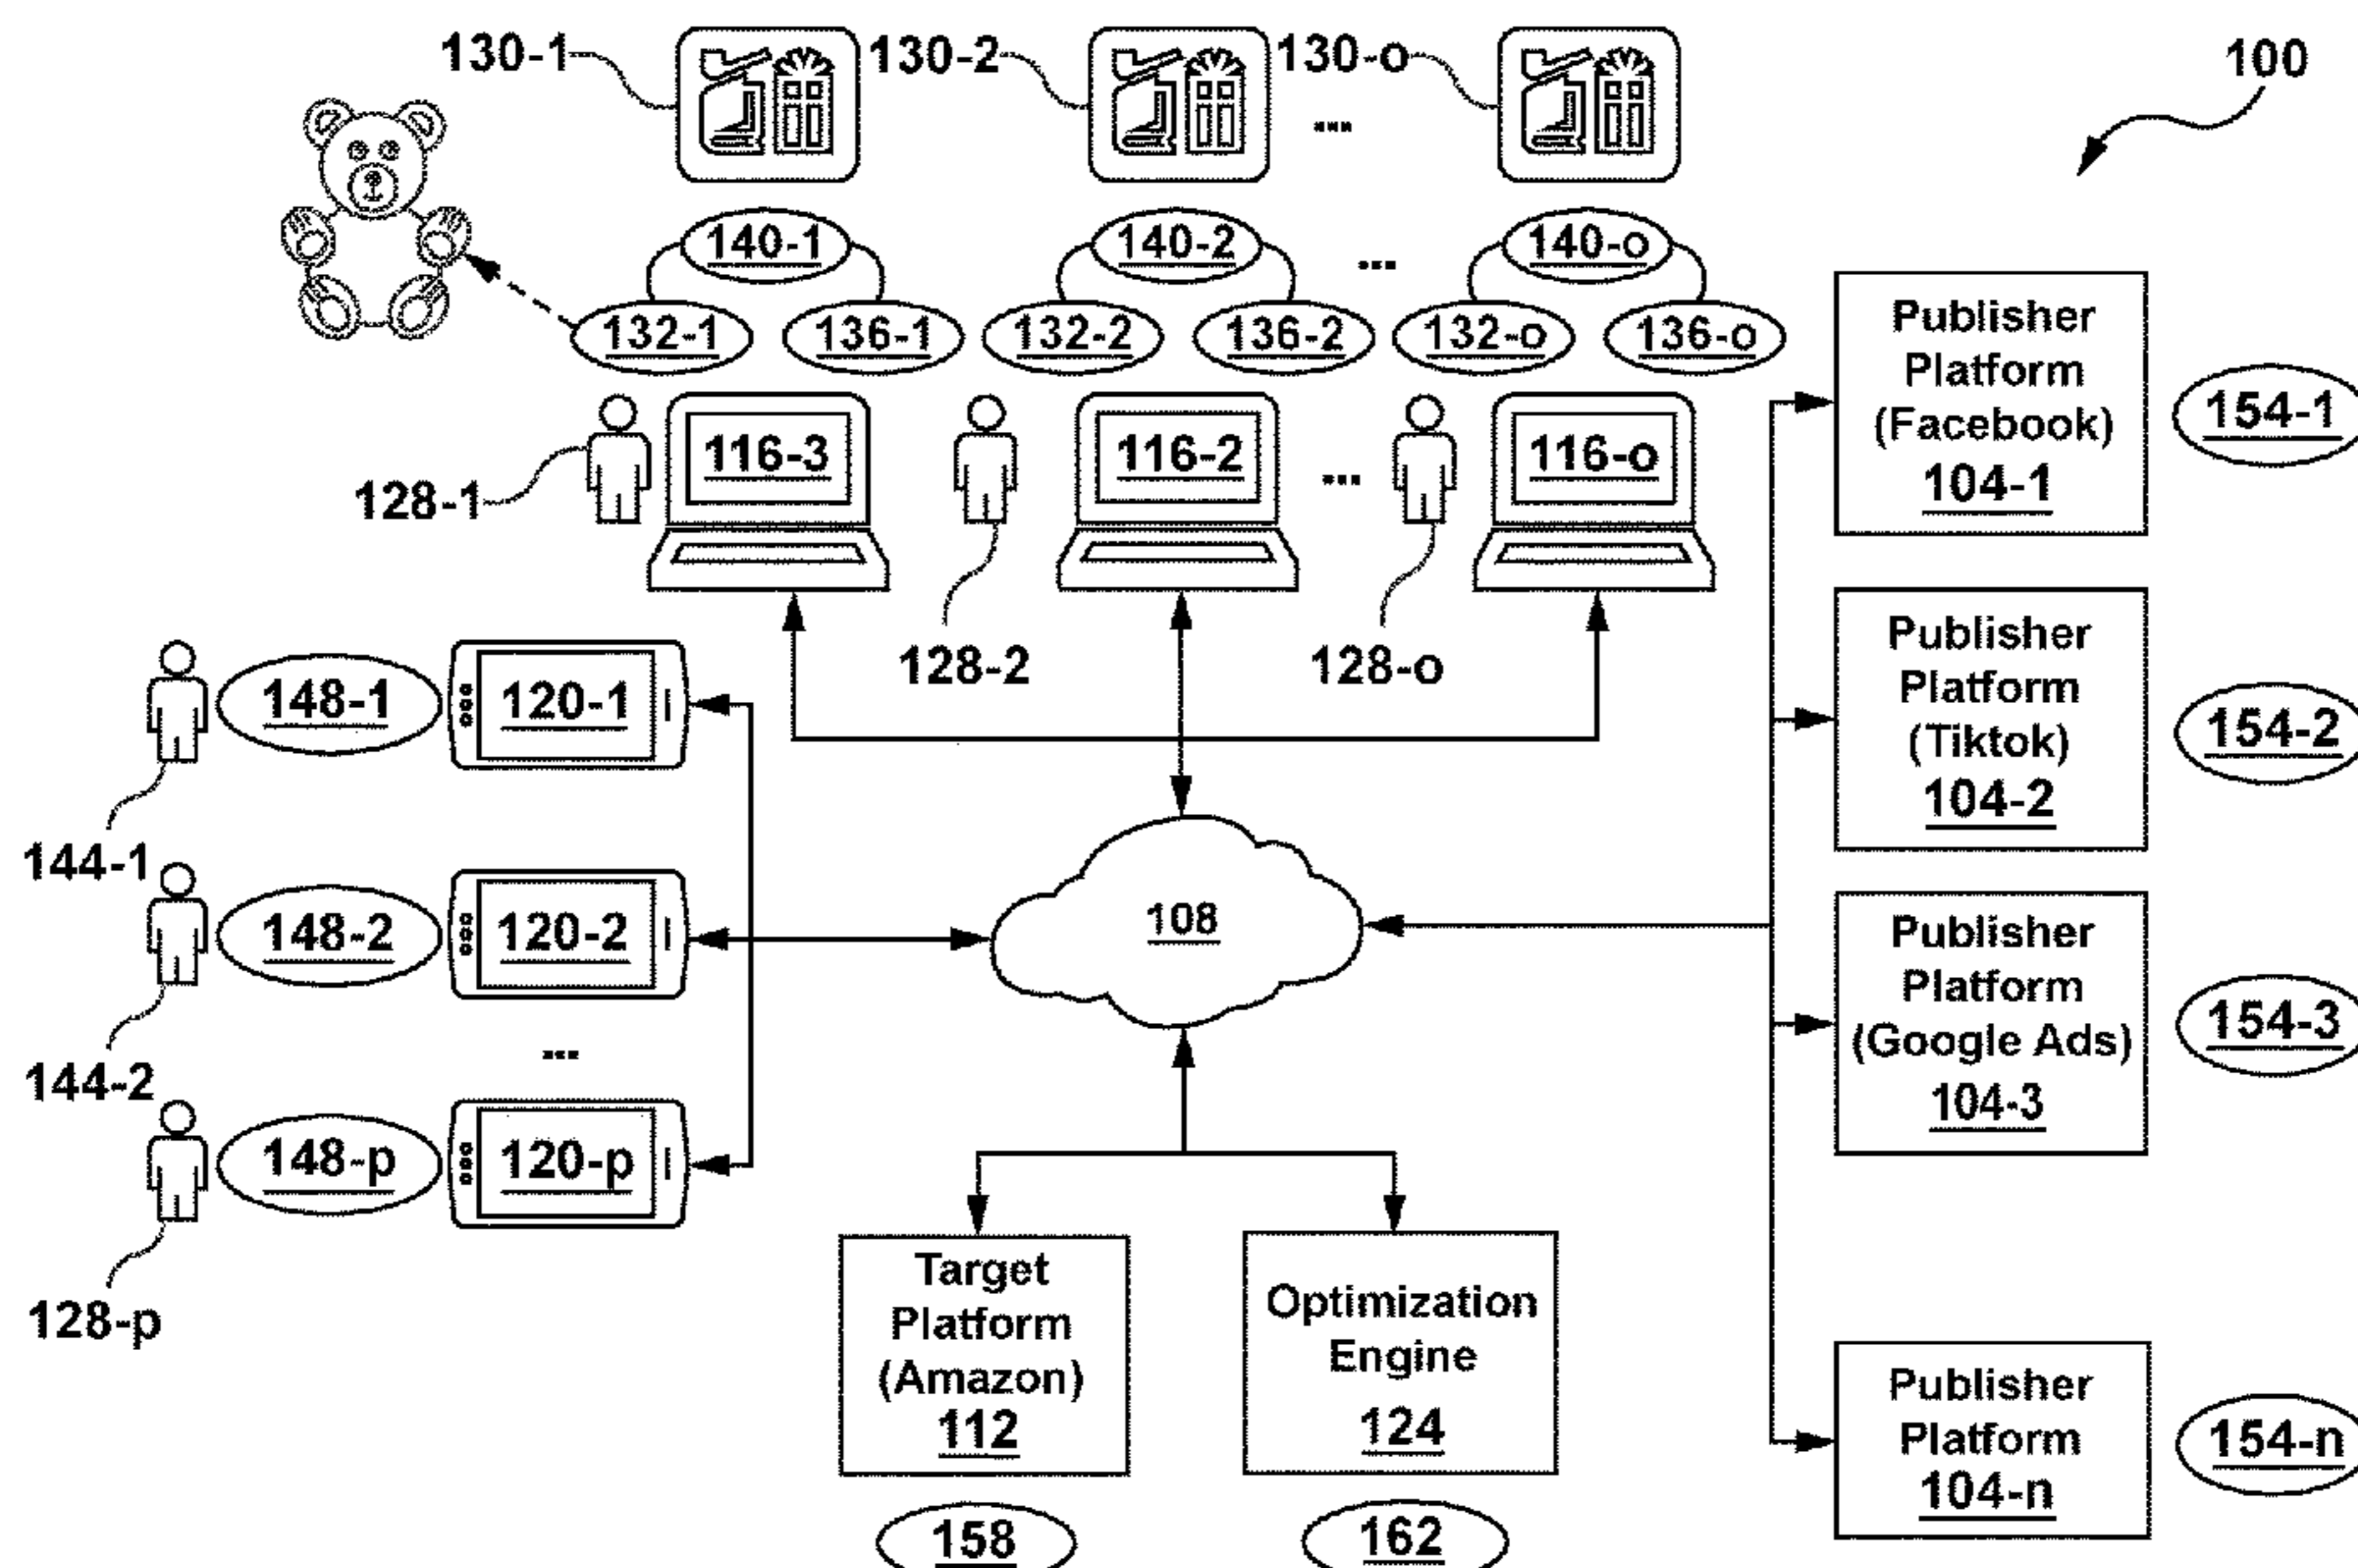 130-1
130-2
130-o
100
140-1
140-2
...
140-o
132-1
136-1
132-2
136-2
132-o
136-o
116-3
116-2
...
116-o
128-1
128-2
128-o
Publisher
Platform
(Facebook)
104-1
154-1
Publisher
Platform
(Tiktok)
104-2
154-2
Publisher
Platform
(Google Ads)
104-3
154-3
Publisher
Platform
104-n
154-n
148-1
120-1
144-1
148-2
120-2
144-2
...
148-p
120-p
128-p
108
Target
Platform
(Amazon)
112
158
Optimization
Engine
124
162